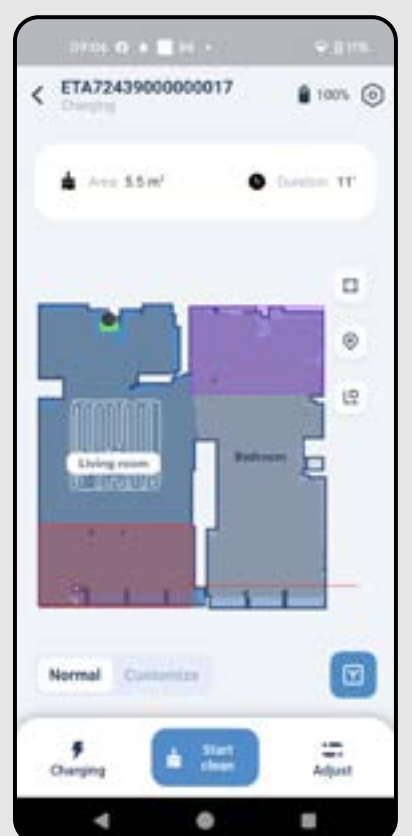 ETA72439000000017
100%
Charging
Area 5.5 m²
Duration 11'
Living room
Bedroom
Normal
Customize
Start
clean
Charging
Adjust